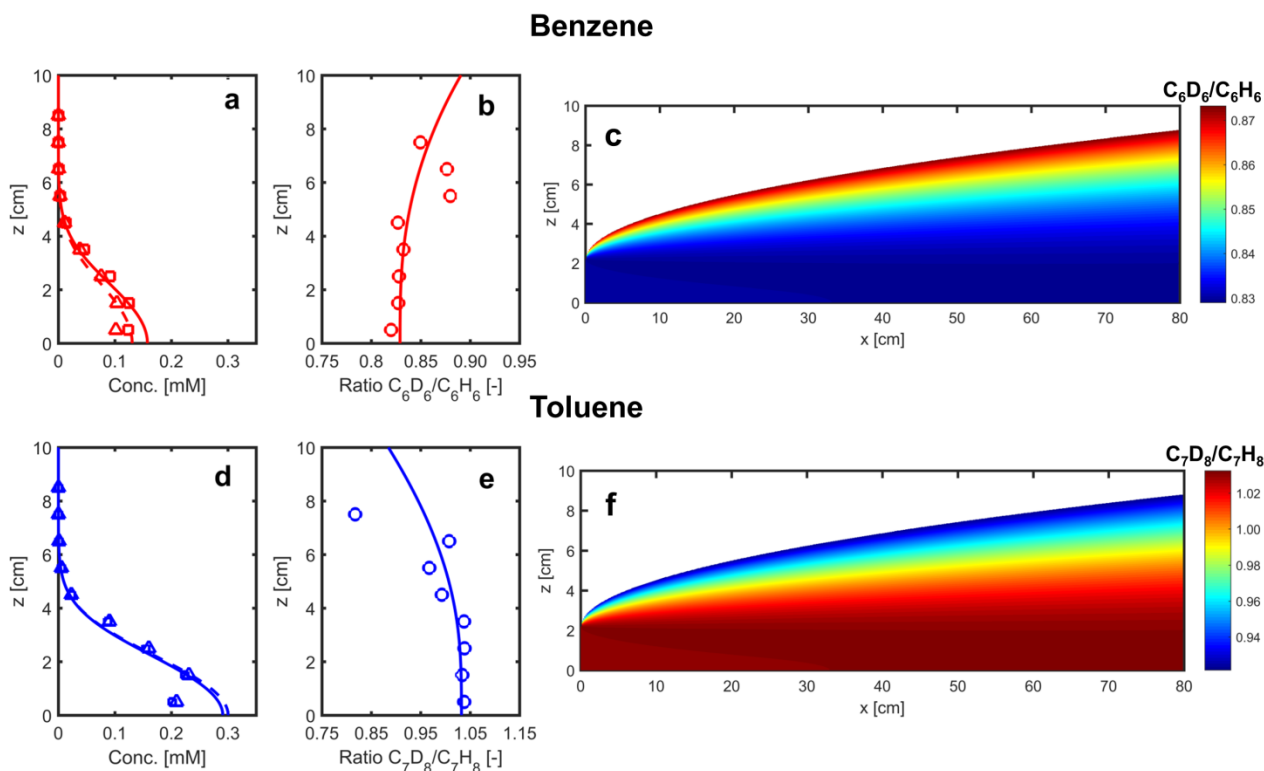 Benzene
a
10
8
6
4
2
0
z [cm]
0 0.1 0.2 0.3
Conc. [mM]
b
10
8
6
4
2
0
z [cm]
0.75 0.80 0.85 0.90 0.95
Ratio C₆D₆/C₆H₆ [-]
C₆D₆/C₆H₆
c
10
8
6
4
2
0
z [cm]
0 10 20 30 40 50 60 70 80
x [cm]
0.87
0.86
0.85
0.84
0.83
Toluene
d
10
8
6
4
2
0
z [cm]
0 0.1 0.2 0.3
Conc. [mM]
e
10
8
6
4
2
0
z [cm]
0.75 0.85 0.95 1.05 1.15
Ratio C₇D₈/C₇H₈ [-]
C₇D₈/C₇H₈
f
10
8
6
4
2
0
z [cm]
0 10 20 30 40 50 60 70 80
x [cm]
1.02
1.00
0.98
0.96
0.94